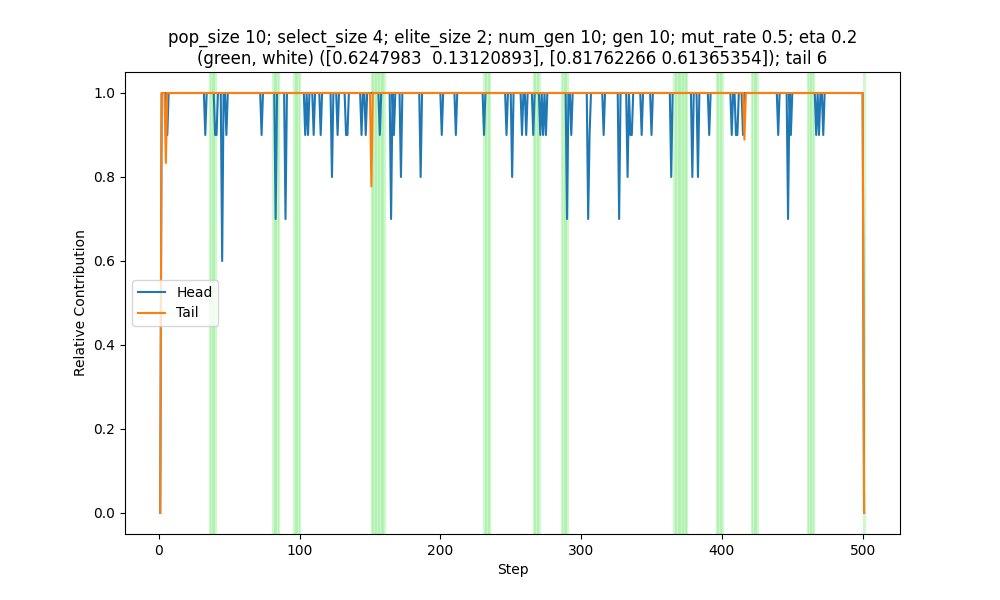 pop_size 10; select_size 4; elite_size 2; num_gen 10; gen 10; mut_rate 0.5; eta 0.2
(green, white) ([0.6247983  0.13120893], [0.81762266 0.61365354]); tail 6
1.0
0.8
0.6
0.4
0.2
0.0
Relative Contribution
Head
Tail
0
100
200
300
400
500
Step